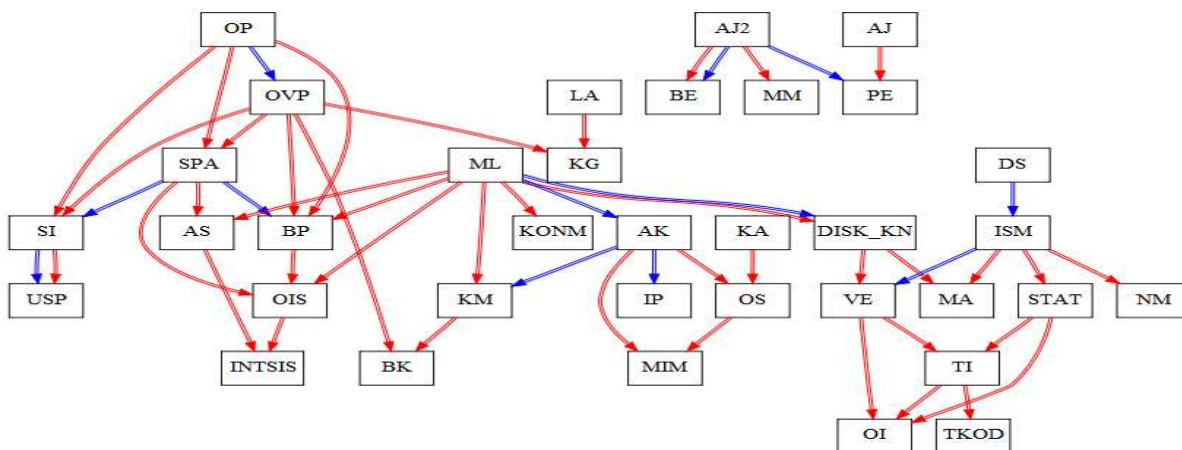 OP AJ2 AJ
OVP LA BE MM PE
SPA ML KG DS
SI AS BP KONM AK KA DISK_KN ISM
USP OIS KM IP OS VE MA STAT NM
INTSIS BK MIM TI
OI TKOD